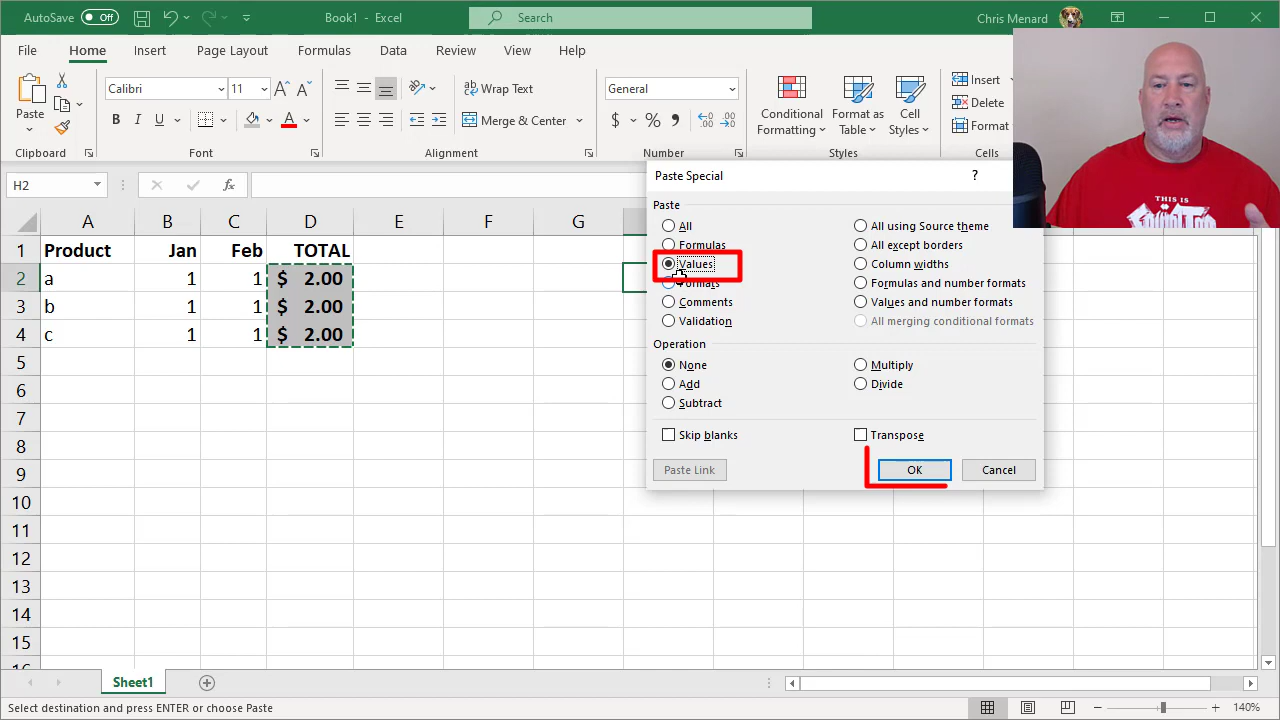 AutoSave Off Book1 - Excel Search Chris Menard
File Home Insert Page Layout Formulas Data Review View Help
Paste
Clipboard
Calibri 11
B I U A
Font
Wrap Text
Merge & Center
Alignment
General
$ % ,
Number
Conditional Formatting
Format as Table
Cell Styles
Styles
Insert
Delete
Format
Cells
H2 fx
A B C D E F G
1 Product Jan Feb TOTAL
2 a 1 1 $ 2.00
3 b 1 1 $ 2.00
4 c 1 1 $ 2.00
5
6
7
8
9
10
11
12
13
14
15
16
Paste Special ?
Paste
All All using Source theme
Formulas All except borders
Values Column widths
Formats Formulas and number formats
Comments Values and number formats
Validation All merging conditional formats
Operation
None Multiply
Add Divide
Subtract
Skip blanks Transpose
Paste Link OK Cancel
THIS IS
Sheet1
Select destination and press ENTER or choose Paste 140%